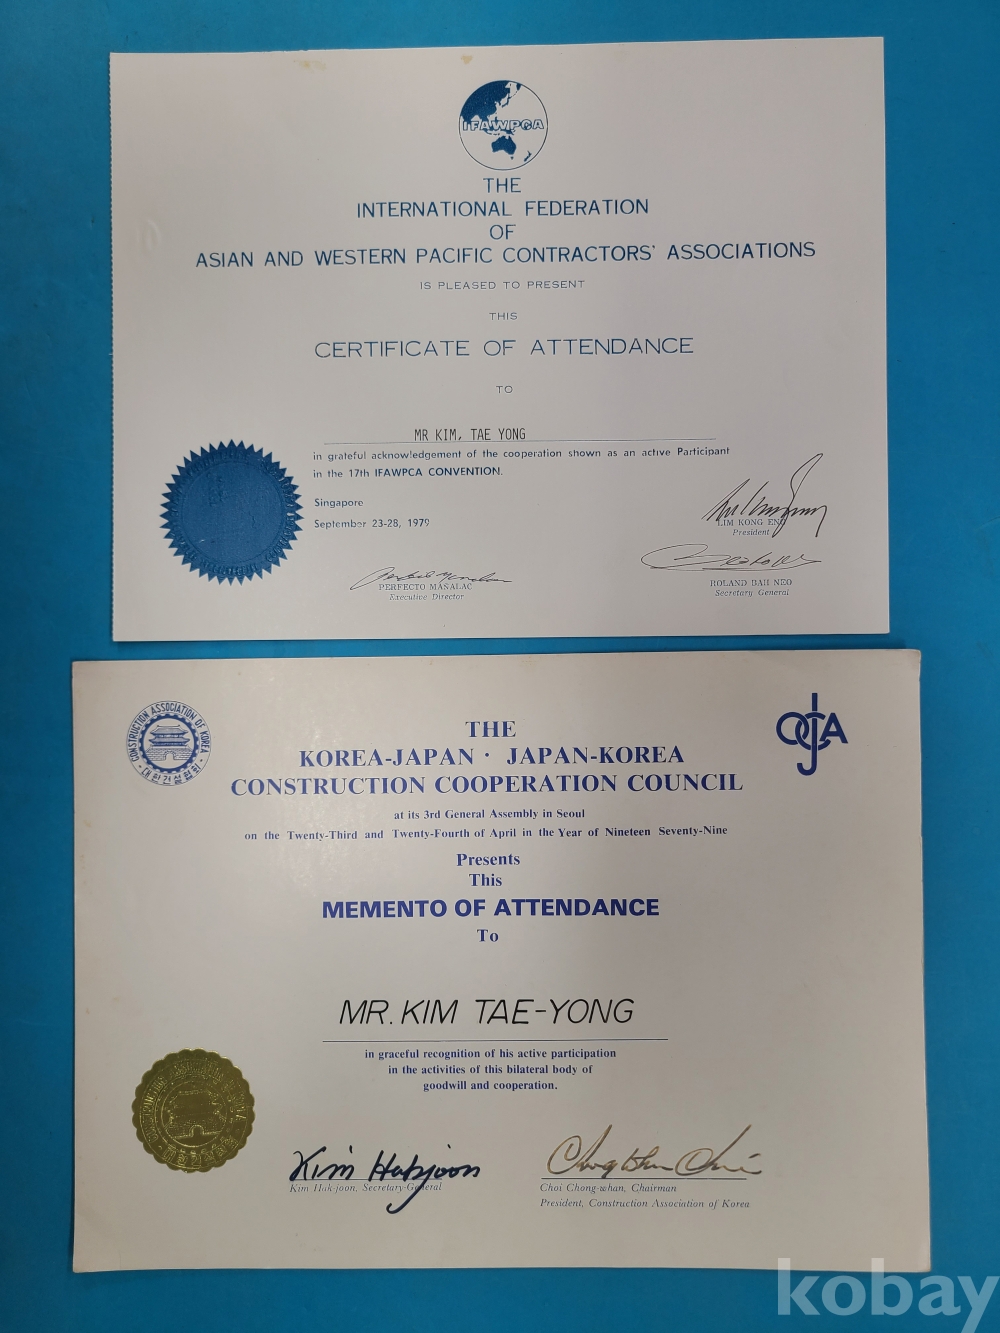 IFAWPCA
THE
INTERNATIONAL FEDERATION
OF
ASIAN AND WESTERN PACIFIC CONTRACTORS' ASSOCIATIONS
IS PLEASED TO PRESENT
THIS
CERTIFICATE OF ATTENDANCE
TO
MR KIM, TAE YONG
in grateful acknowledgement of the cooperation shown as an active Participant
in the 17th IFAWPCA CONVENTION.
Singapore
September 23-28, 1979
LIM KONG ENG
President
PERFECTO MAÑALAC
Executive Director
ROLAND BAH NEO
Secretary General
CONSTRUCTION ASSOCIATION OF KOREA
대한건설협회
OCAJI
THE
KOREA-JAPAN · JAPAN-KOREA
CONSTRUCTION COOPERATION COUNCIL
at its 3rd General Assembly in Seoul
on the Twenty-Third and Twenty-Fourth of April in the Year of Nineteen Seventy-Nine
Presents
This
MEMENTO OF ATTENDANCE
To
MR. KIM TAE-YONG
in graceful recognition of his active participation
in the activities of this bilateral body of
goodwill and cooperation.
Kim Hakjoon
Kim Hak-joon, Secretary-General
Choi Chong-whan, Chairman
President, Construction Association of Korea
kobay